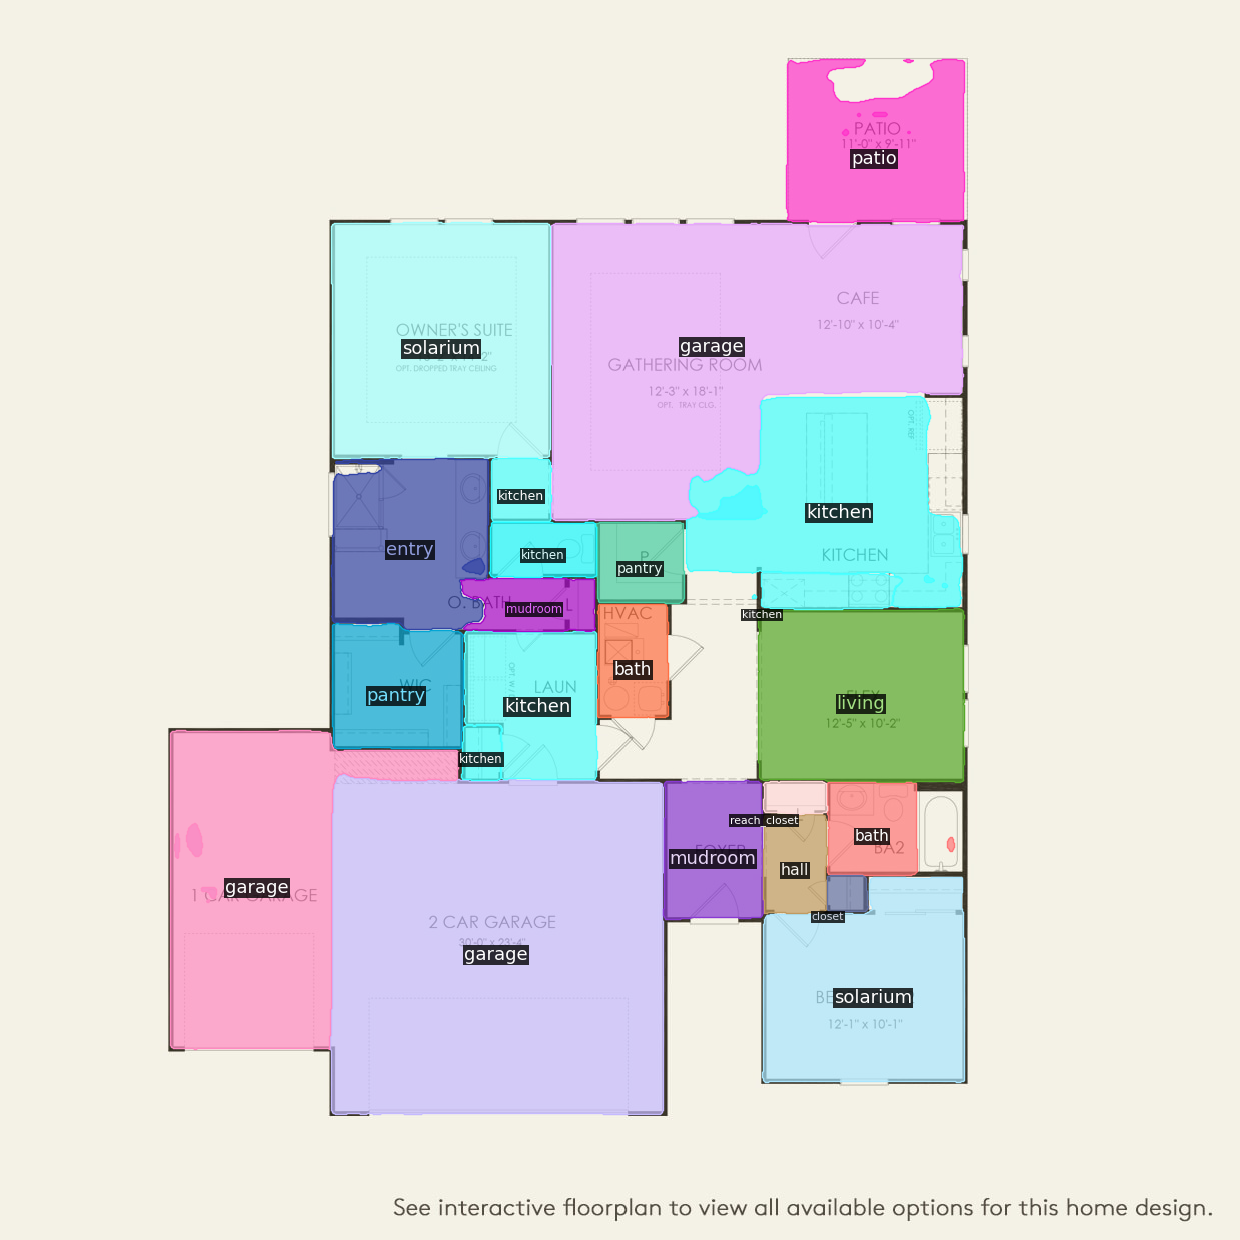 PATIO
11'-0" x 9'-11"
patio
CAFE
12'-10" x 10'-4"
OWNER'S SUITE
solarium
OPT. DROPPED TRAY CEILING
garage
GATHERING ROOM
12'-3" x 18'-1"
OPT. TRAY CLG.
OPT. REF
kitchen
kitchen
KITCHEN
entry
kitchen
P
pantry
O. BATH
mudroom
L
HVAC
kitchen
bath
WIC
pantry
OPT. W/
LAUN
kitchen
living
12'-5" x 10'-2"
kitchen
reach_closet
bath
BA2
FOYER
mudroom
hall
garage
1 CAR GARAGE
closet
2 CAR GARAGE
30'-0" x 23'-4"
garage
BE
solarium
12'-1" x 10'-1"
See interactive floorplan to view all available options for this home design.